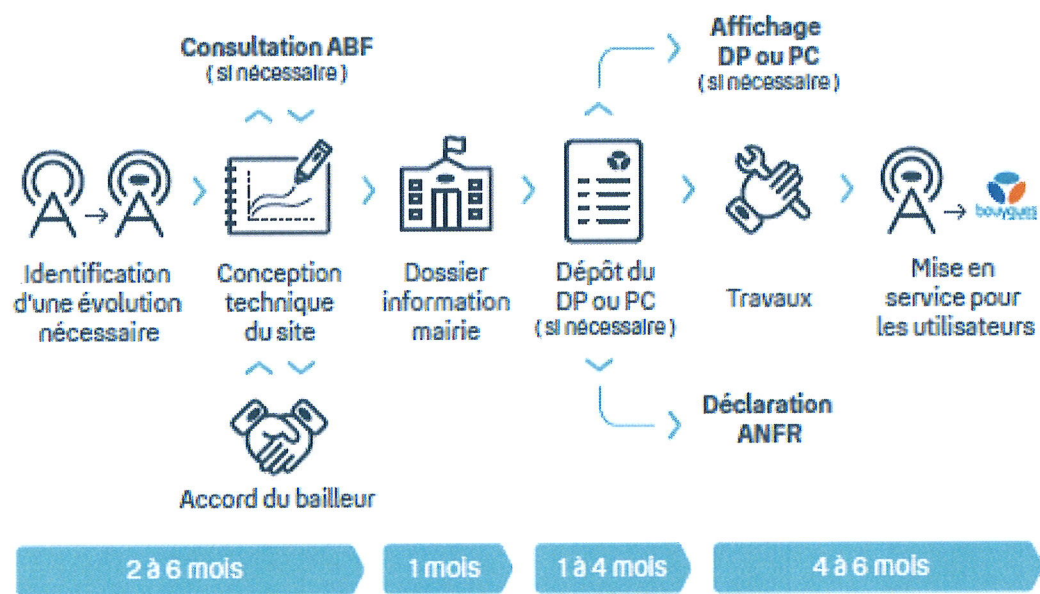 Consultation ABF
( si nécessaire )
Affichage
DP ou PC
( si nécessaire )
Identification
d'une évolution
nécessaire
Conception
technique
du site
Dossier
information
mairie
Dépôt du
DP ou PC
( si nécessaire )
Travaux
bouygues
Mise en
service pour
les utilisateurs
Accord du bailleur
Déclaration
ANFR
2 à 6 mois
1 mois
1 à 4 mois
4 à 6 mois